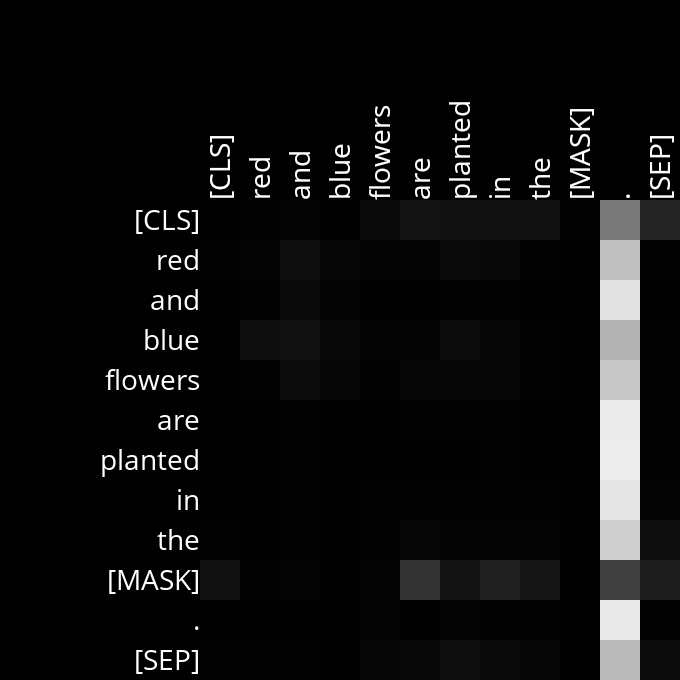 [CLS] red and blue flowers are planted in the [MASK] . [SEP]
[CLS]
red
and
blue
flowers
are
planted
in
the
[MASK]
.
[SEP]